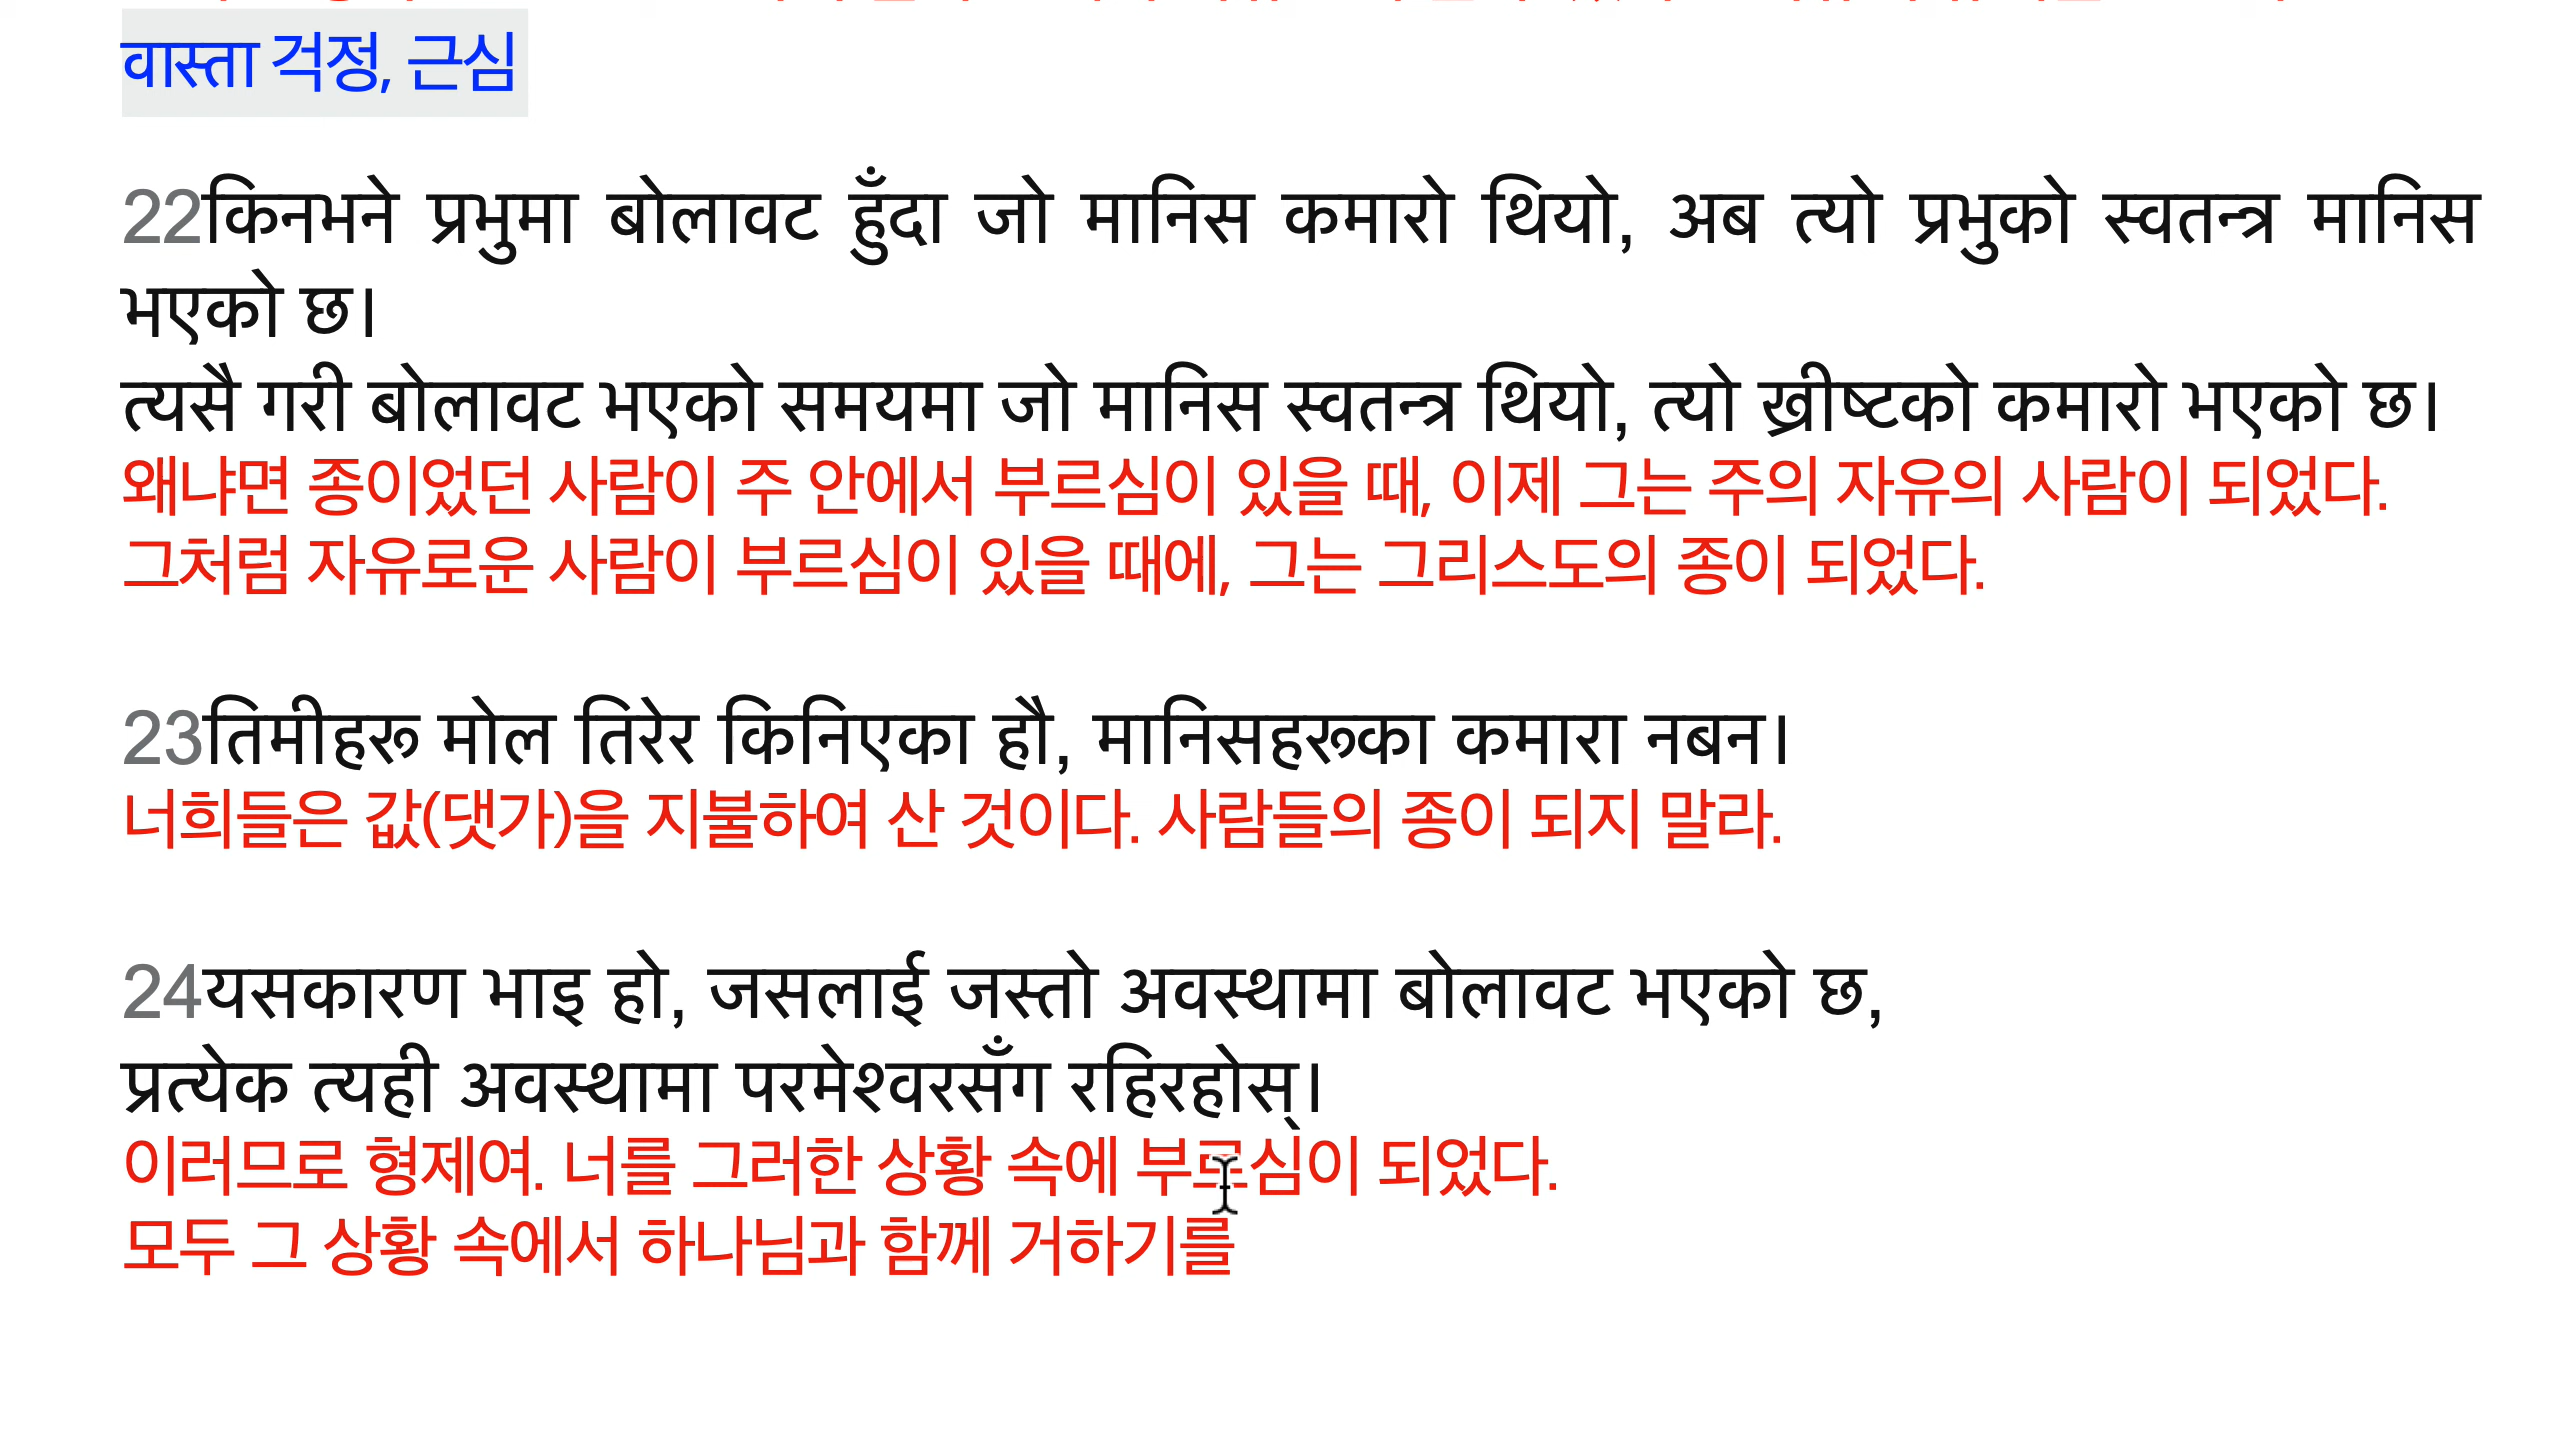 वास्ता 걱정, 근심
22किनभने प्रभुमा बोलावट हुँदा जो मानिस कमारो थियो, अब त्यो प्रभुको स्वतन्त्र मानिस
भएको छ।
त्यसै गरी बोलावट भएको समयमा जो मानिस स्वतन्त्र थियो, त्यो ख्रीष्टको कमारो भएको छ।
왜냐면 종이었던 사람이 주 안에서 부르심이 있을 때, 이제 그는 주의 자유의 사람이 되었다.
그처럼 자유로운 사람이 부르심이 있을 때에, 그는 그리스도의 종이 되었다.
23तिमीहरू मोल तिरेर किनिएका हौ, मानिसहरूका कमारा नबन।
너희들은 값(댓가)을 지불하여 산 것이다. 사람들의 종이 되지 말라.
24यसकारण भाइ हो, जसलाई जस्तो अवस्थामा बोलावट भएको छ,
प्रत्येक त्यही अवस्थामा परमेश्वरसँग रहिरहोस्।
이러므로 형제여. 너를 그러한 상황 속에 부르심이 되었다.
모두 그 상황 속에서 하나님과 함께 거하기를